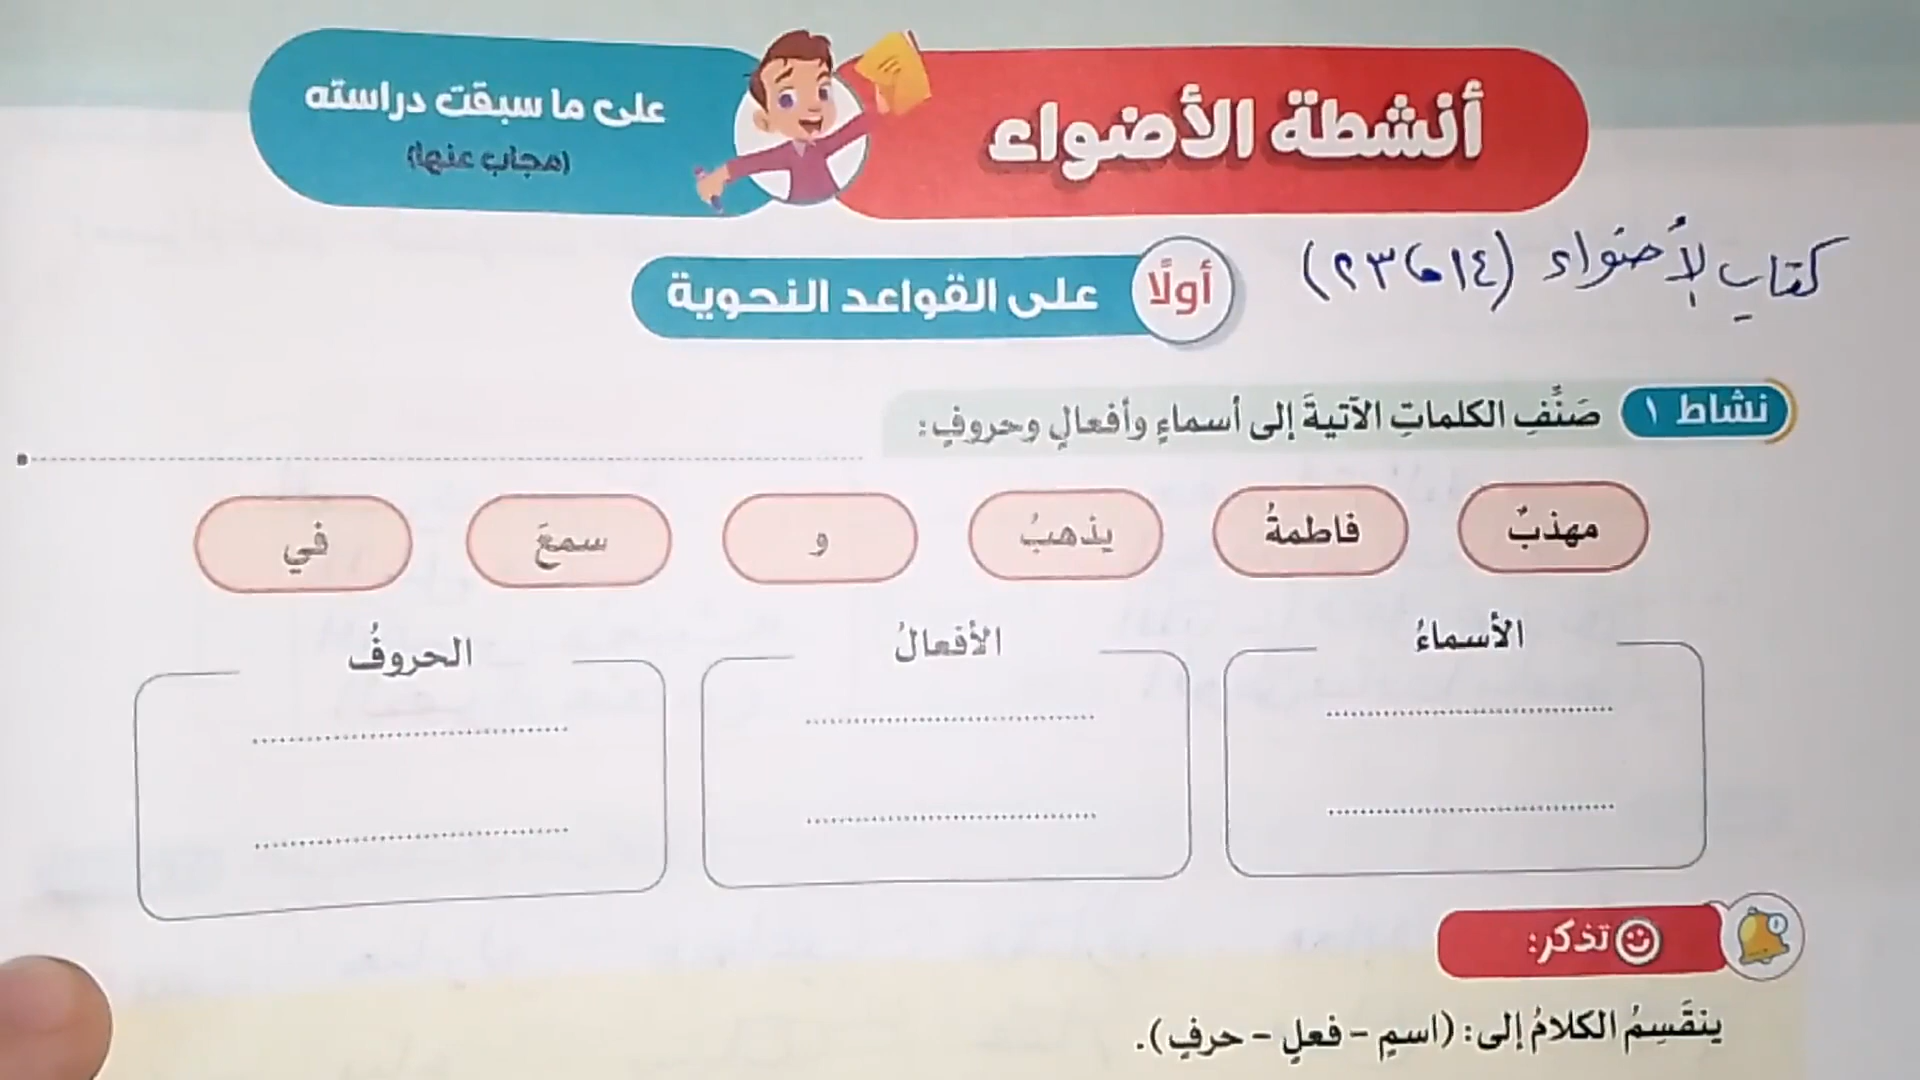 أنشطة الأضواء
على ما سبقت دراسته
(مجاب عنها)
كتاب الأضواء (٢٣،١٤)
أولًا على القواعد النحوية
نشاط ١ صَنِّفِ الكلماتِ الآتيةَ إلى أسماءٍ وأفعالٍ وحروفٍ:
مهذبٌ فاطمةُ يذهبُ و سمعَ في
الأسماءُ الأفعالُ الحروفُ
تذكر:
ينقَسِمُ الكلامُ إلى: (اسمٍ - فعلٍ - حرفٍ).